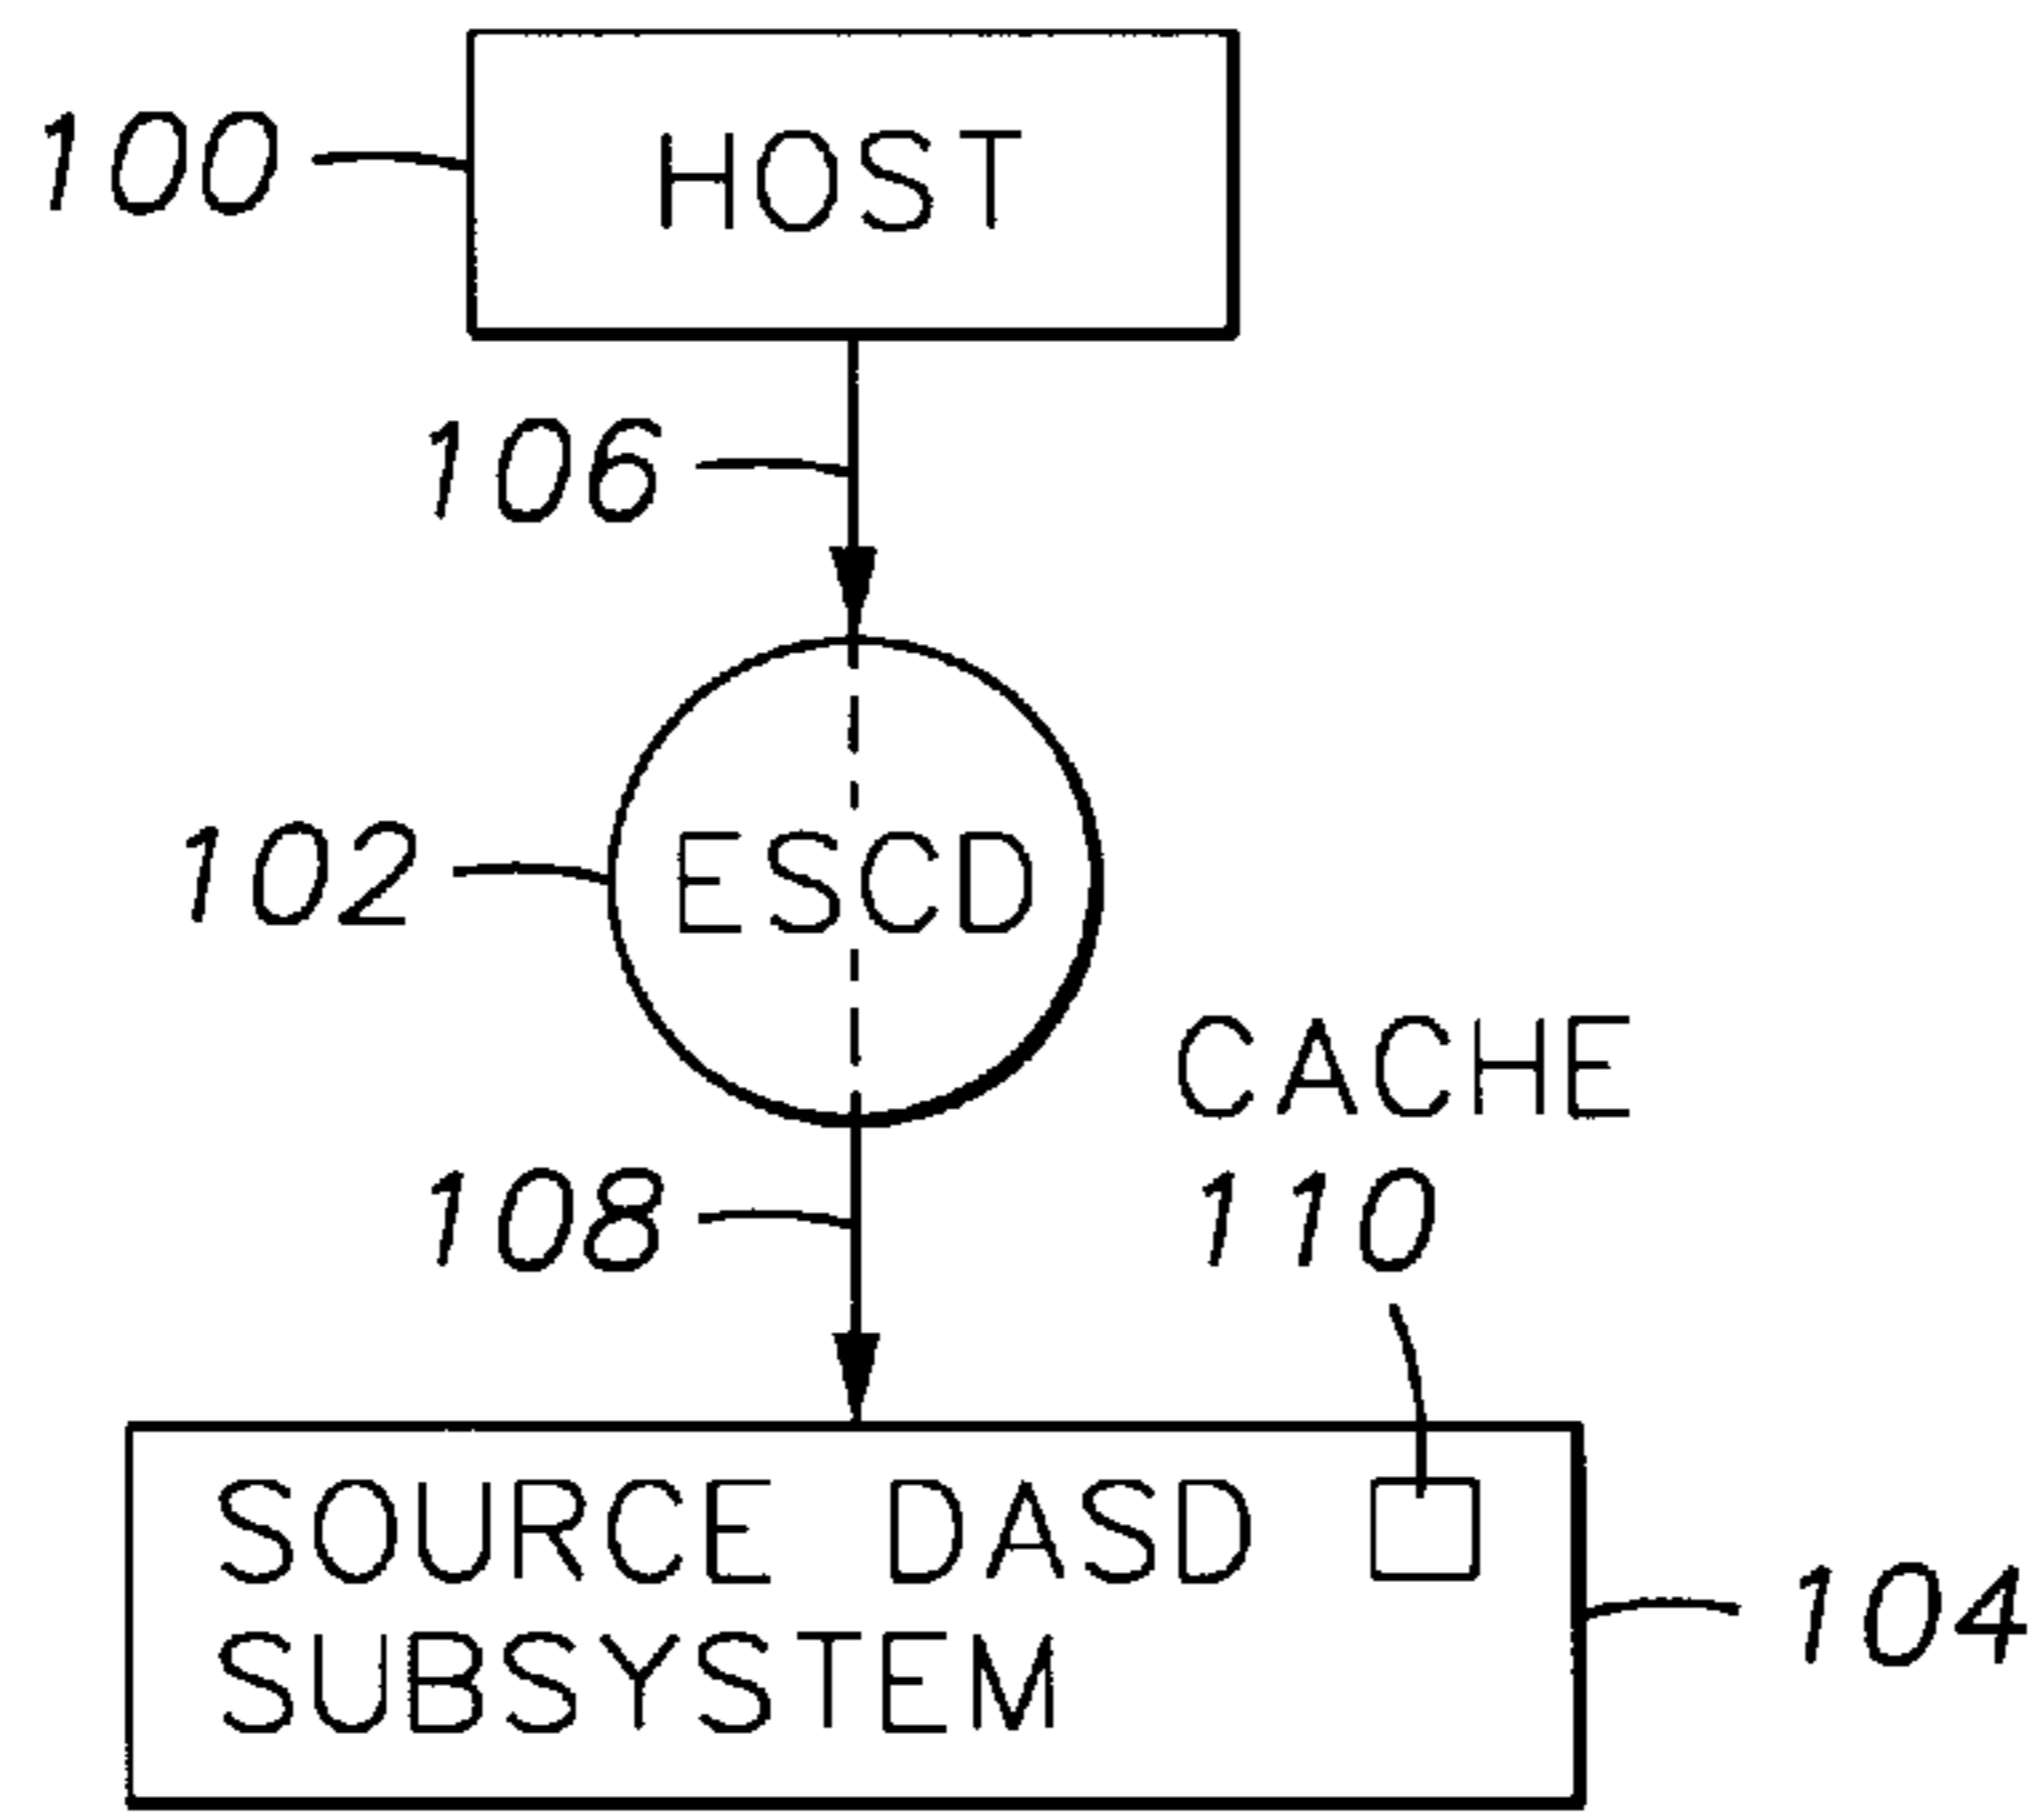 100
HOST
106
102
ESCD
CACHE
108
110
SOURCE DASD
SUBSYSTEM
104